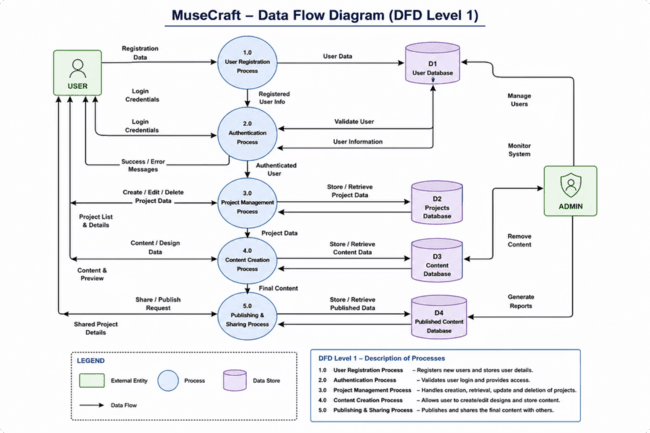 MuseCraft – Data Flow Diagram (DFD Level 1)
USER
Registration
Data
1.0
User Registration
Process
User Data
D1
User Database
Manage
Users
Login
Credentials
Registered
User Info
Login
Credentials
2.0
Authentication
Process
Validate User
User Information
Monitor
System
Success / Error
Messages
Authenticated
User
ADMIN
Create / Edit / Delete
Project Data
3.0
Project Management
Process
Store / Retrieve
Project Data
D2
Projects
Database
Project List
& Details
Project Data
Remove
Content
Content / Design
Data
4.0
Content Creation
Process
Store / Retrieve
Content Data
D3
Content
Database
Content &
Preview
Final Content
Share / Publish
Request
5.0
Publishing &
Sharing Process
Store / Retrieve
Published Data
D4
Published Content
Database
Generate
Reports
Shared Project
Details
LEGEND
External Entity
Process
Data Store
Data Flow
DFD Level 1 – Description of Processes
1.0 User Registration Process – Registers new users and stores user details.
2.0 Authentication Process – Validates user login and provides access.
3.0 Project Management Process – Handles creation, retrieval, update and deletion of projects.
4.0 Content Creation Process – Allows user to create/edit designs and store content.
5.0 Publishing & Sharing Process – Publishes and shares the final content with others.